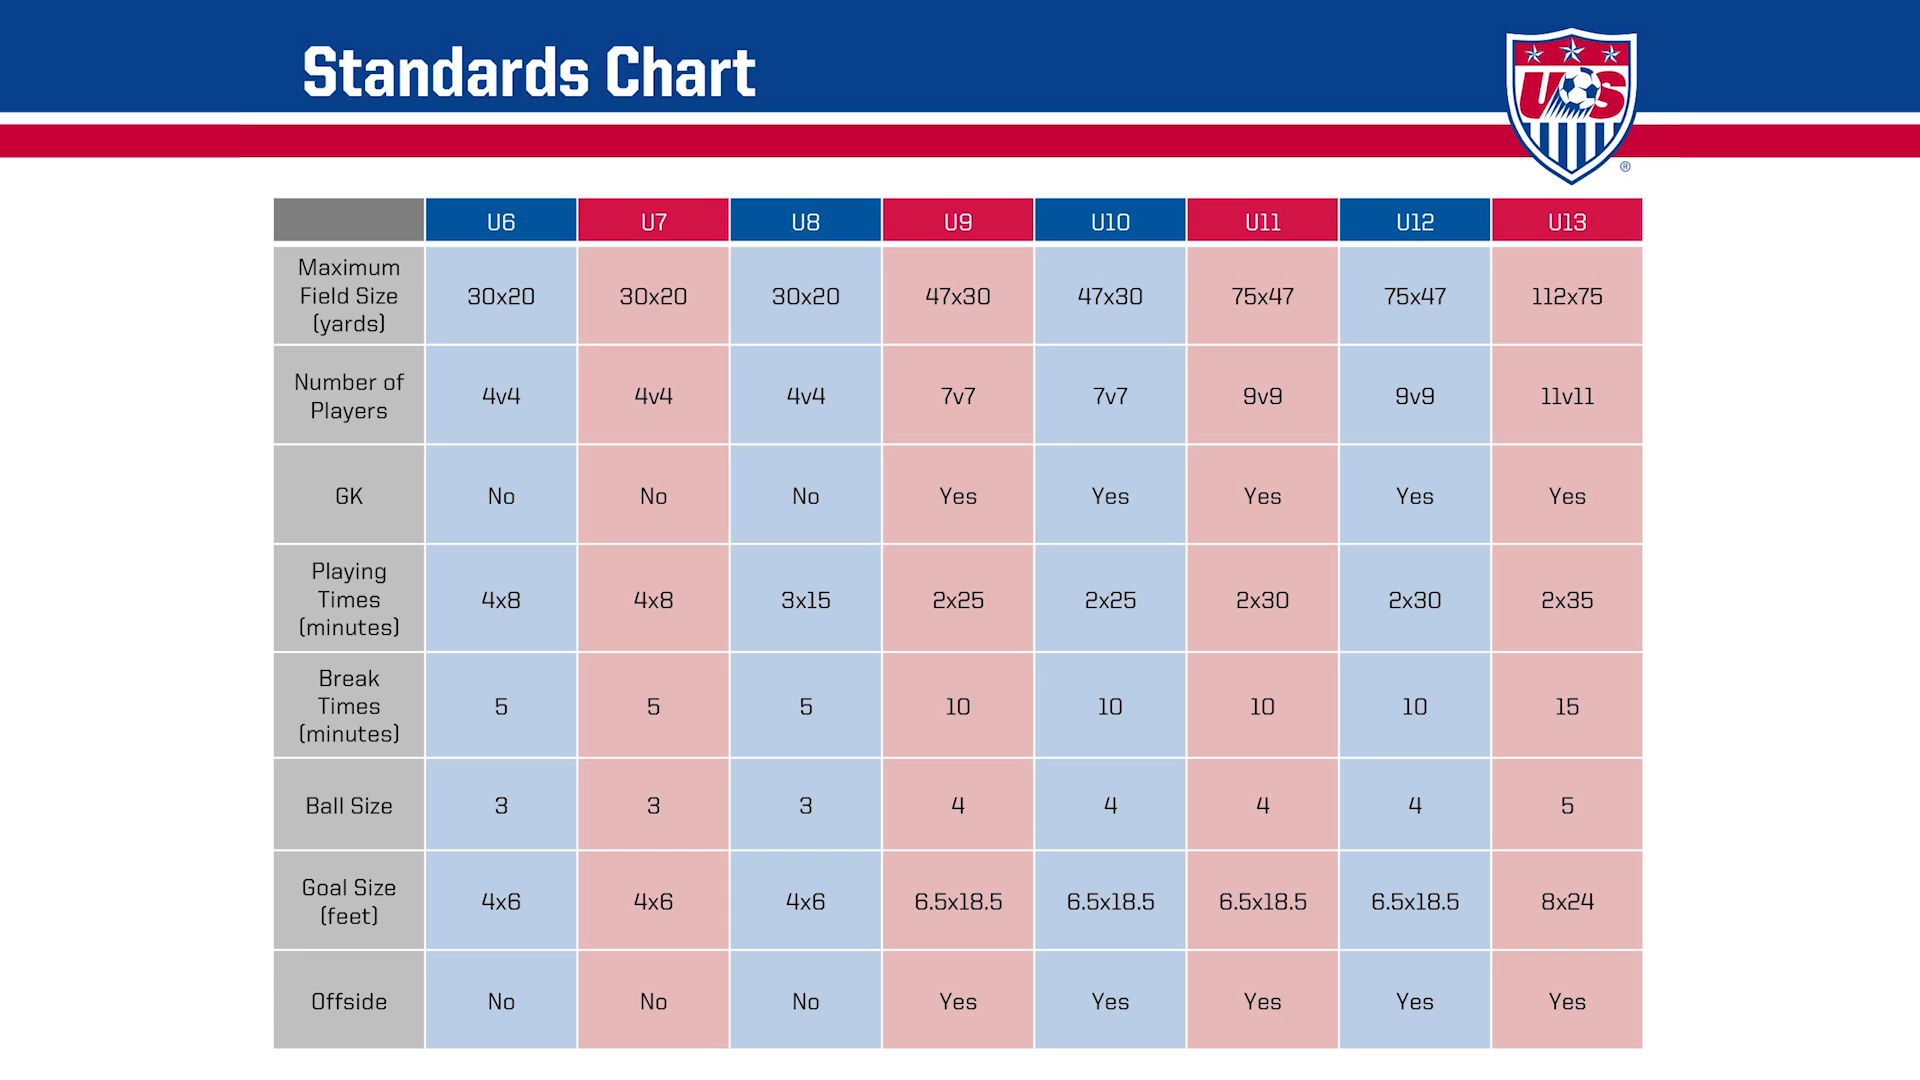 Standards Chart
US
®
U6 U7 U8 U9 U10 U11 U12 U13
Maximum
Field Size
(yards)
30x20 30x20 30x20 47x30 47x30 75x47 75x47 112x75
Number of
Players
4v4 4v4 4v4 7v7 7v7 9v9 9v9 11v11
GK No No No Yes Yes Yes Yes Yes
Playing
Times
(minutes)
4x8 4x8 3x15 2x25 2x25 2x30 2x30 2x35
Break
Times
(minutes)
5 5 5 10 10 10 10 15
Ball Size 3 3 3 4 4 4 4 5
Goal Size
(feet)
4x6 4x6 4x6 6.5x18.5 6.5x18.5 6.5x18.5 6.5x18.5 8x24
Offside No No No Yes Yes Yes Yes Yes